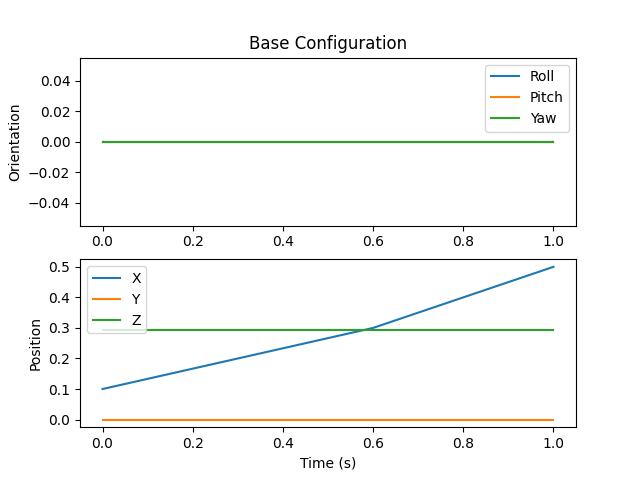 Base Configuration
Orientation
0.04
0.02
0.00
−0.02
−0.04
Roll
Pitch
Yaw
0.0 0.2 0.4 0.6 0.8 1.0
Position
0.5
0.4
0.3
0.2
0.1
0.0
X
Y
Z
0.0 0.2 0.4 0.6 0.8 1.0
Time (s)